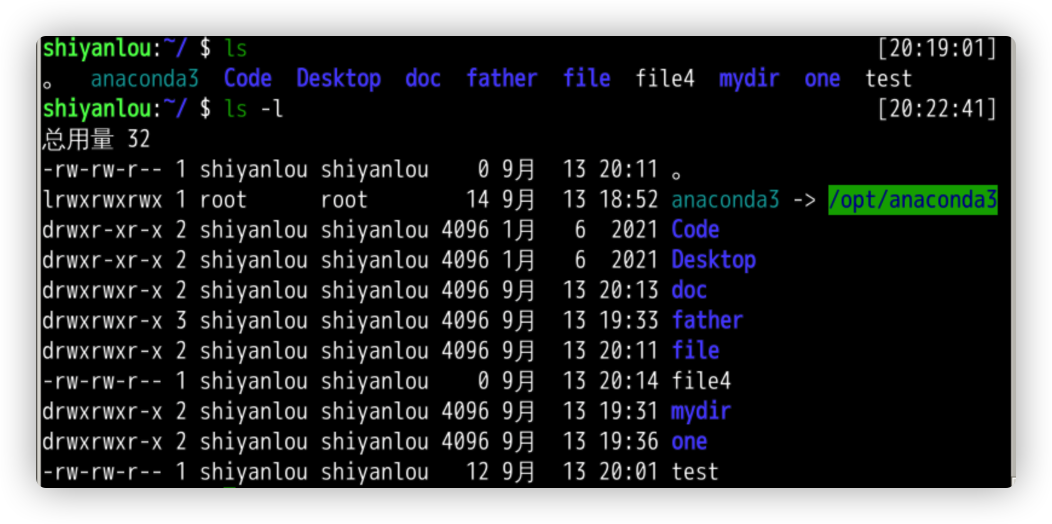 shiyanlou:~/ $ ls [20:19:01]
。 anaconda3 Code Desktop doc father file file4 mydir one test
shiyanlou:~/ $ ls -l [20:22:41]
总用量 32
-rw-rw-r-- 1 shiyanlou shiyanlou 0 9月 13 20:11 。
lrwxrwxrwx 1 root root 14 9月 13 18:52 anaconda3 -> /opt/anaconda3
drwxr-xr-x 2 shiyanlou shiyanlou 4096 1月 6 2021 Code
drwxr-xr-x 2 shiyanlou shiyanlou 4096 1月 6 2021 Desktop
drwxrwxr-x 2 shiyanlou shiyanlou 4096 9月 13 20:13 doc
drwxrwxr-x 3 shiyanlou shiyanlou 4096 9月 13 19:33 father
drwxrwxr-x 2 shiyanlou shiyanlou 4096 9月 13 20:11 file
-rw-rw-r-- 1 shiyanlou shiyanlou 0 9月 13 20:14 file4
drwxrwxr-x 2 shiyanlou shiyanlou 4096 9月 13 19:31 mydir
drwxrwxr-x 2 shiyanlou shiyanlou 4096 9月 13 19:36 one
-rw-rw-r-- 1 shiyanlou shiyanlou 12 9月 13 20:01 test